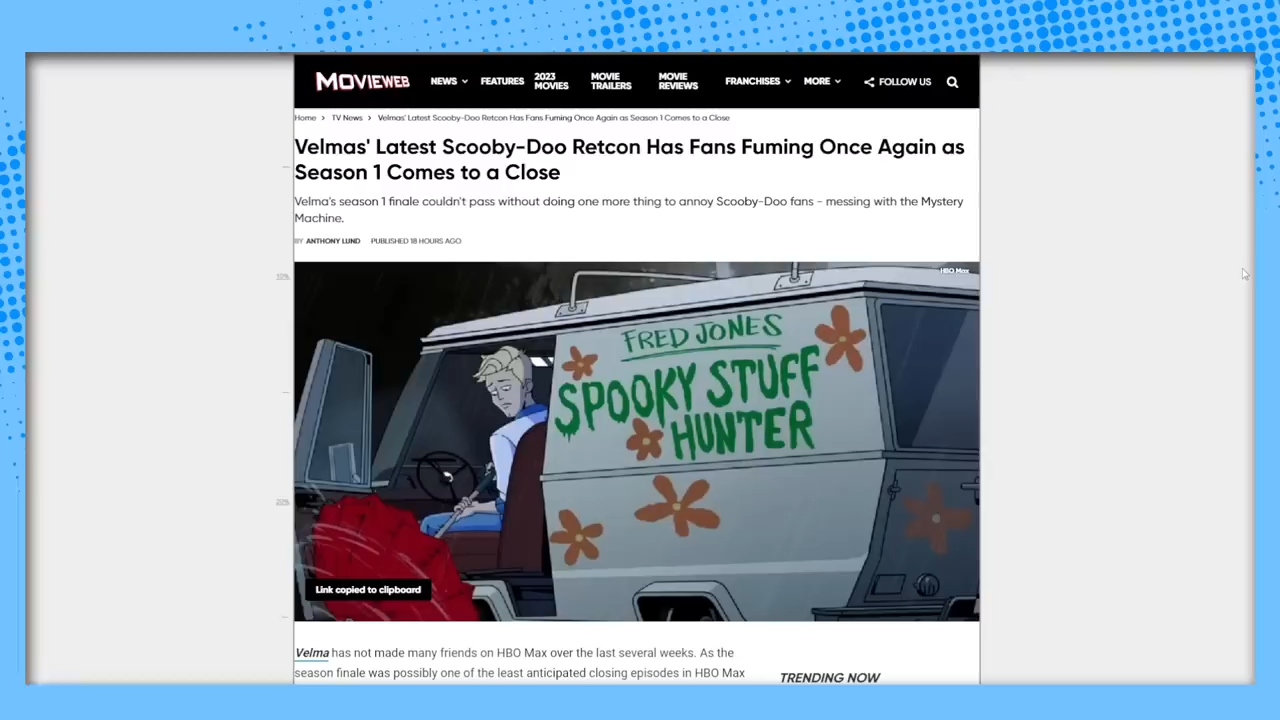 MOVIEWEB
NEWS
FEATURES
2023
MOVIES
MOVIE
TRAILERS
MOVIE
REVIEWS
FRANCHISES
MORE
FOLLOW US
Home > TV News > Velmas' Latest Scooby-Doo Retcon Has Fans Fuming Once Again as Season 1 Comes to a Close
Velmas' Latest Scooby-Doo Retcon Has Fans Fuming Once Again as
Season 1 Comes to a Close
Velma's season 1 finale couldn't pass without doing one more thing to annoy Scooby-Doo fans – messing with the Mystery
Machine.
BY ANTHONY LUND PUBLISHED 18 HOURS AGO
HBO Max
FRED JONES
SPOOKY STUFF
HUNTER
Link copied to clipboard
Velma has not made many friends on HBO Max over the last several weeks. As the
season finale was possibly one of the least anticipated closing episodes in HBO Max
TRENDING NOW